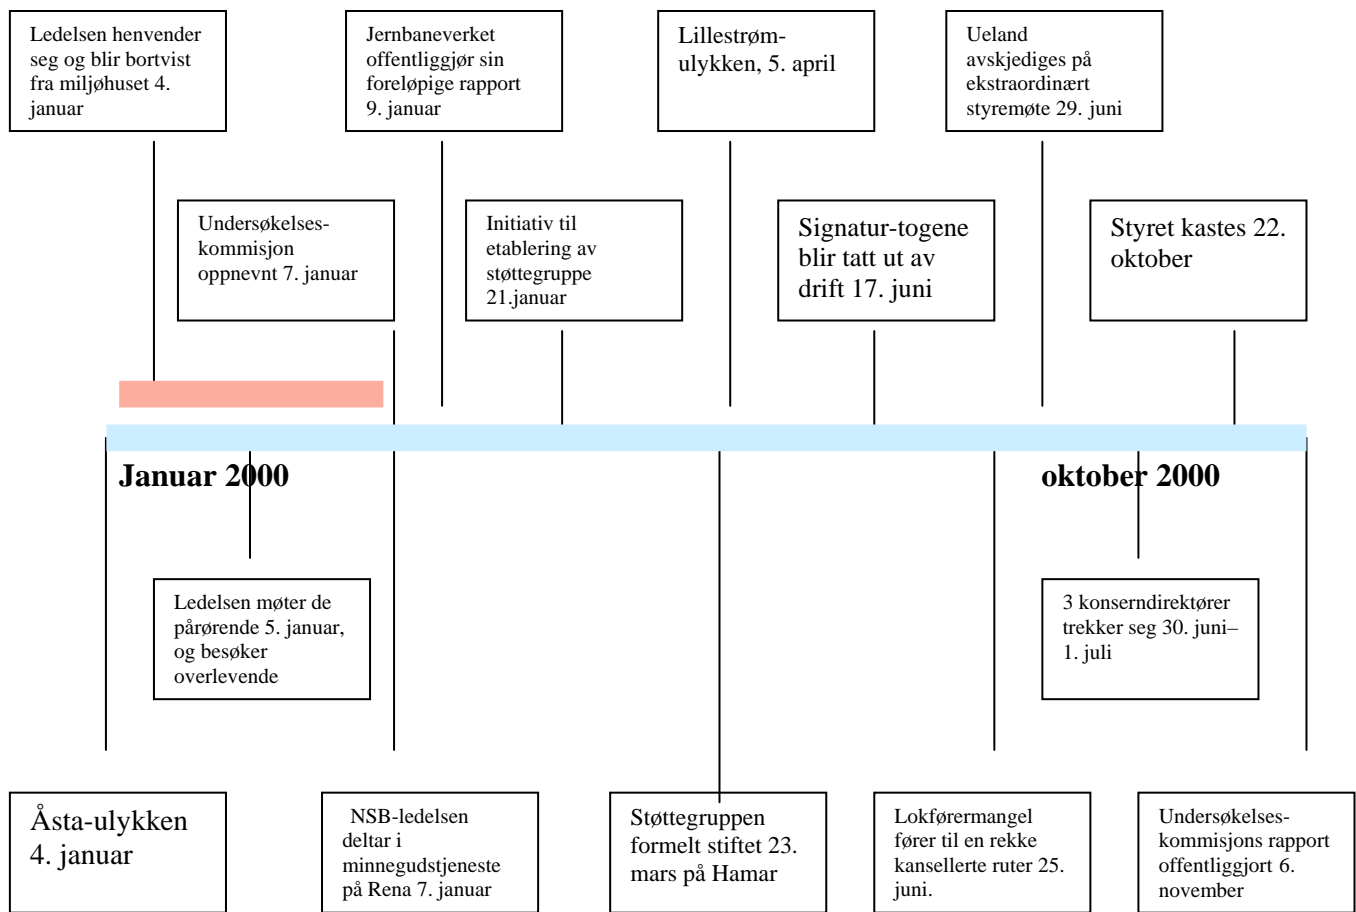 Ledelsen henvender
seg og blir bortvist
fra miljøhuset 4.
januar
Jernbaneverket
offentliggjør sin
foreløpige rapport
9. januar
Lillestrøm-
ulykken, 5. april
Ueland
avskjediges på
ekstraordinært
styremøte 29. juni
Undersøkelses-
kommisjon
oppnevnt 7. januar
Initiativ til
etablering av
støttegruppe
21.januar
Signatur-togene
blir tatt ut av
drift 17. juni
Styret kastes 22.
oktober
Januar 2000
oktober 2000
Ledelsen møter de
pårørende 5. januar,
og besøker
overlevende
3 konserndirektører
trekker seg 30. juni–
1. juli
Åsta-ulykken
4. januar
NSB-ledelsen
deltar i
minnegudstjeneste
på Rena 7. januar
Støttegruppen
formelt stiftet 23.
mars på Hamar
Lokførermangel
fører til en rekke
kansellerte ruter 25.
juni.
Undersøkelses-
kommisjons rapport
offentliggjort 6.
november